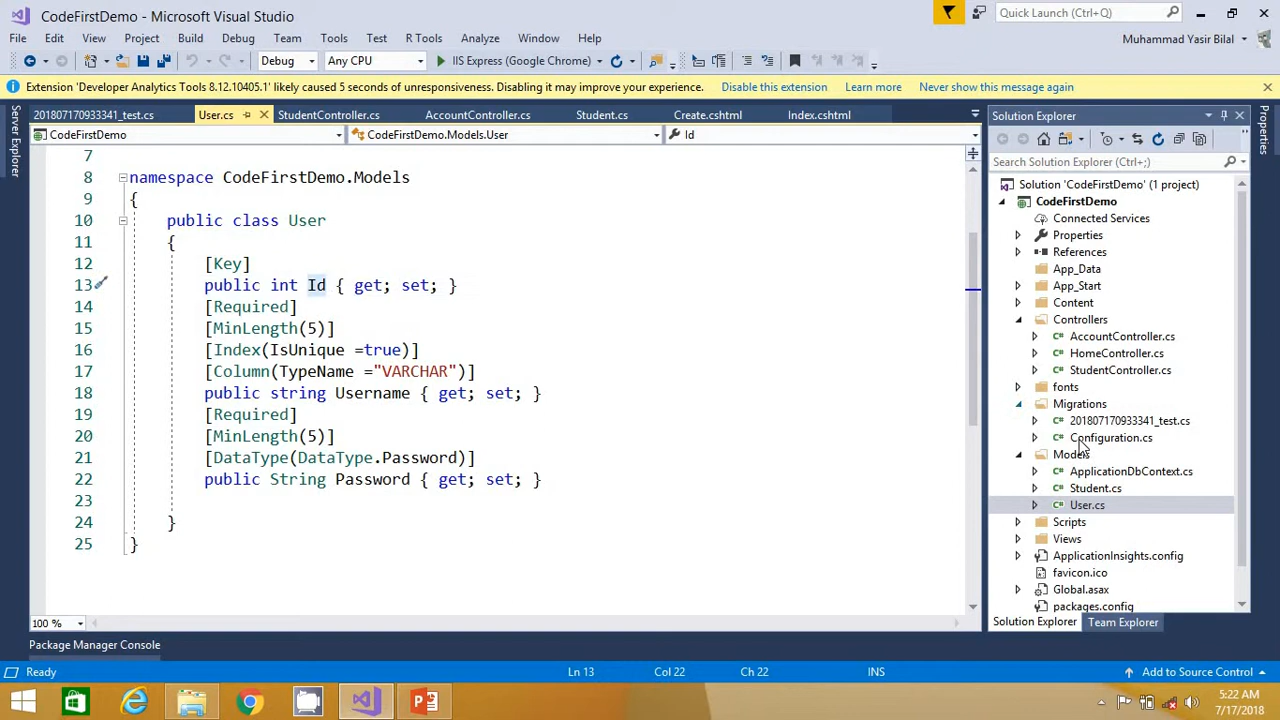 CodeFirstDemo - Microsoft Visual Studio
Quick Launch (Ctrl+Q)
File Edit View Project Build Debug Team Tools Test R Tools Analyze Window Help
Muhammad Yasir Bilal
Debug Any CPU IIS Express (Google Chrome)
Extension 'Developer Analytics Tools 8.12.10405.1' likely caused 5 seconds of unresponsiveness. Disabling it may improve your experience. Disable this extension Learn more Never show this message again
Server Explorer
201807170933341_test.cs User.cs StudentController.cs AccountController.cs Student.cs Create.cshtml Index.cshtml
CodeFirstDemo CodeFirstDemo.Models.User Id
7
8 namespace CodeFirstDemo.Models
9 {
10 public class User
11 {
12 [Key]
13 public int Id { get; set; }
14 [Required]
15 [MinLength(5)]
16 [Index(IsUnique =true)]
17 [Column(TypeName ="VARCHAR")]
18 public string Username { get; set; }
19 [Required]
20 [MinLength(5)]
21 [DataType(DataType.Password)]
22 public String Password { get; set; }
23
24 }
25 }
100 %
Package Manager Console
Solution Explorer
Search Solution Explorer (Ctrl+;)
Solution 'CodeFirstDemo' (1 project)
CodeFirstDemo
Connected Services
Properties
References
App_Data
App_Start
Content
Controllers
AccountController.cs
HomeController.cs
StudentController.cs
fonts
Migrations
201807170933341_test.cs
Configuration.cs
Models
ApplicationDbContext.cs
Student.cs
User.cs
Scripts
Views
ApplicationInsights.config
favicon.ico
Global.asax
packages.config
Solution Explorer Team Explorer
Properties
Ready Ln 13 Col 22 Ch 22 INS Add to Source Control
5:22 AM
7/17/2018